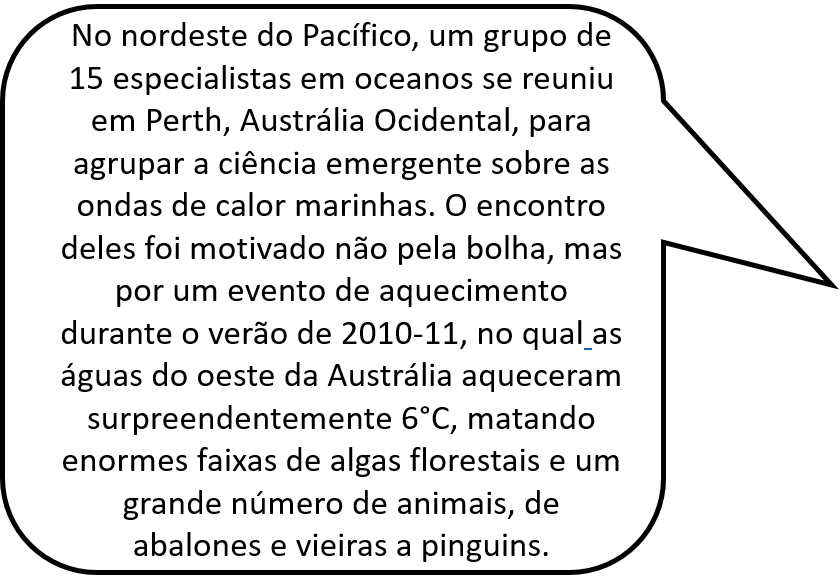 No nordeste do Pacífico, um grupo de
15 especialistas em oceanos se reuniu
em Perth, Austrália Ocidental, para
agrupar a ciência emergente sobre as
ondas de calor marinhas. O encontro
deles foi motivado não pela bolha, mas
por um evento de aquecimento
durante o verão de 2010-11, no qual as
águas do oeste da Austrália aqueceram
surpreendentemente 6°C, matando
enormes faixas de algas florestais e um
grande número de animais, de
abalones e vieiras a pinguins.